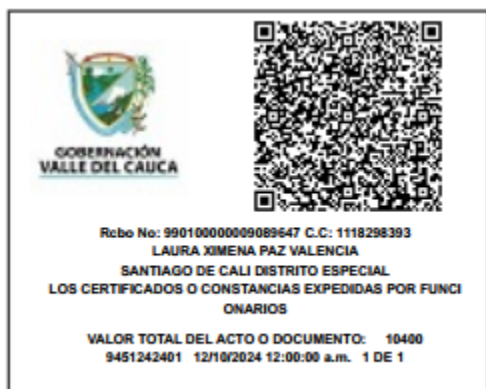 GOBERNACIÓN
VALLE DEL CAUCA
Rcbo No: 990100000009089647 C.C: 1118298393
LAURA XIMENA PAZ VALENCIA
SANTIAGO DE CALI DISTRITO ESPECIAL
LOS CERTIFICADOS O CONSTANCIAS EXPEDIDAS POR FUNCI
ONARIOS
VALOR TOTAL DEL ACTO O DOCUMENTO: 10400
9451242401 12/10/2024 12:00:00 a.m. 1 DE 1